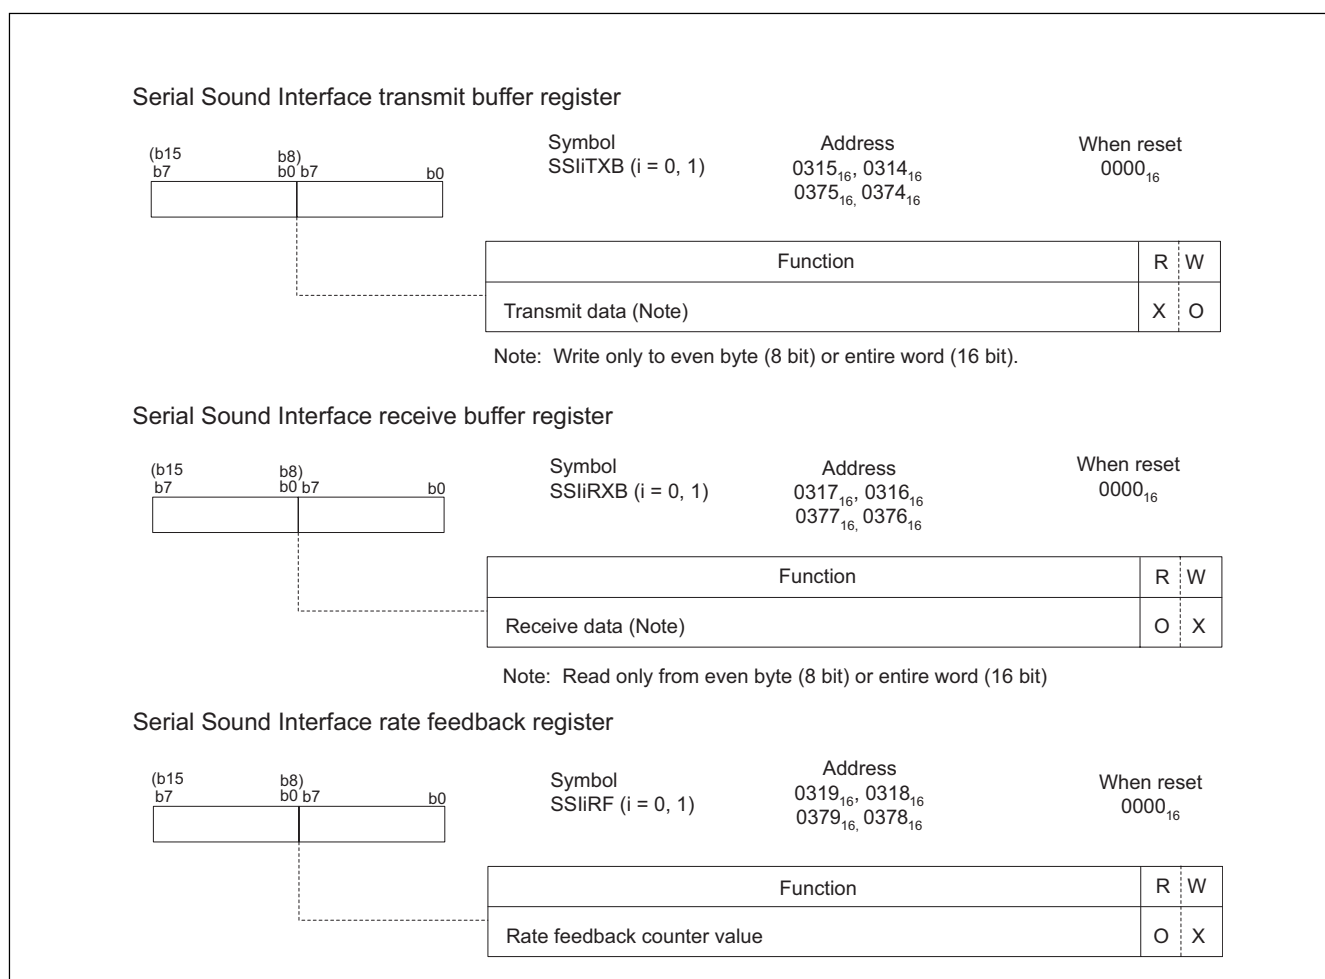 Serial Sound Interface transmit buffer register
(b15 b8)
b7 b0 b7 b0
Symbol Address When reset
SSIiTXB (i = 0, 1) 0315₁₆, 0314₁₆ 0000₁₆
0375₁₆, 0374₁₆
Function R W
Transmit data (Note) X O
Note: Write only to even byte (8 bit) or entire word (16 bit).
Serial Sound Interface receive buffer register
(b15 b8)
b7 b0 b7 b0
Symbol Address When reset
SSIiRXB (i = 0, 1) 0317₁₆, 0316₁₆ 0000₁₆
0377₁₆, 0376₁₆
Function R W
Receive data (Note) O X
Note: Read only from even byte (8 bit) or entire word (16 bit)
Serial Sound Interface rate feedback register
(b15 b8)
b7 b0 b7 b0
Symbol Address When reset
SSIiRF (i = 0, 1) 0319₁₆, 0318₁₆ 0000₁₆
0379₁₆, 0378₁₆
Function R W
Rate feedback counter value O X